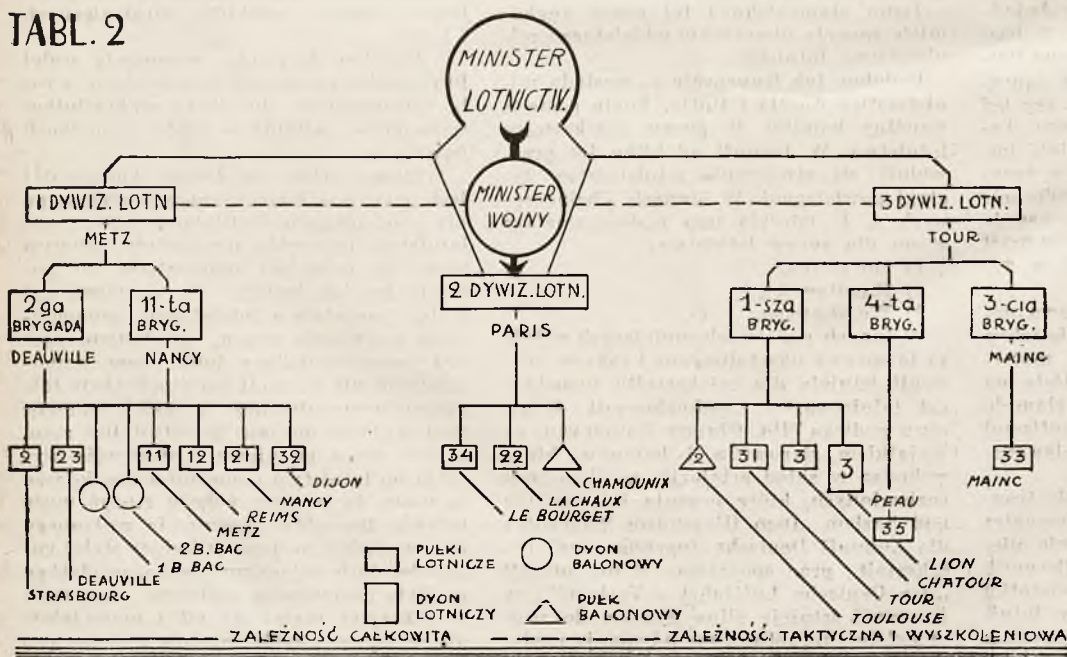 TABL. 2
MINISTER
LOTNICTW.
MINISTER
WOJNY
1 DYWIZ. LOTN
METZ
2 DYWIZ. LOTN.
PARIS
3 DYWIZ. LOTN.
TOUR
2ga
BRYGADA
DEAUVILLE
11-ta
BRYG.
NANCY
1-sza
BRYG.
4-ta
BRYG.
3-cia
BRYG.
MAINC
2
23
11
12
21
32
34
22
2
31
3
3
33
MAINC
35
DIJON
NANCY
REIMS
METZ
2 B. BAC
1 B BAC
DEAUVILLE
STRASBOURG
CHAMOUNIX
LACHAUX
LE BOURGET
PEAU
LION
CHATOUR
TOUR
TOULOUSE
PUŁKI
LOTNICZE
DYON
BALONOWY
DYON
LOTNICZY
PUŁK
BALONOWY
ZALEŻNOŚĆ CAŁKOWITA
ZALEŻNOŚĆ TAKTYCZNA I WYSZKOLENIOWA